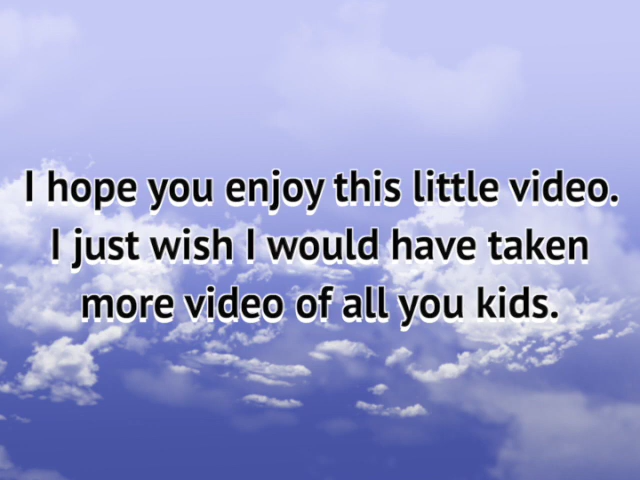 I hope you enjoy this little video.
I just wish I would have taken
more video of all you kids.